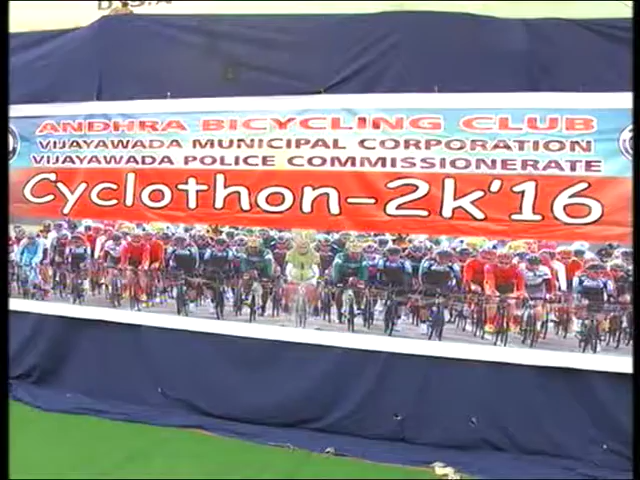 ANDHRA BICYCLING CLUB
VIJAYAWADA MUNICIPAL CORPORATION
VIJAYAWADA POLICE COMMISSIONERATE
Cyclothon-2k'16